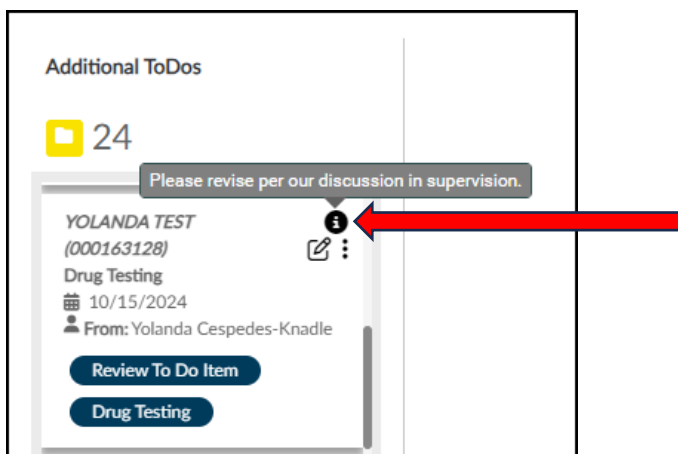 Additional ToDos
24
Please revise per our discussion in supervision.
YOLANDA TEST
(000163128)
Drug Testing
10/15/2024
From: Yolanda Cespedes-Knadle
Review To Do Item
Drug Testing